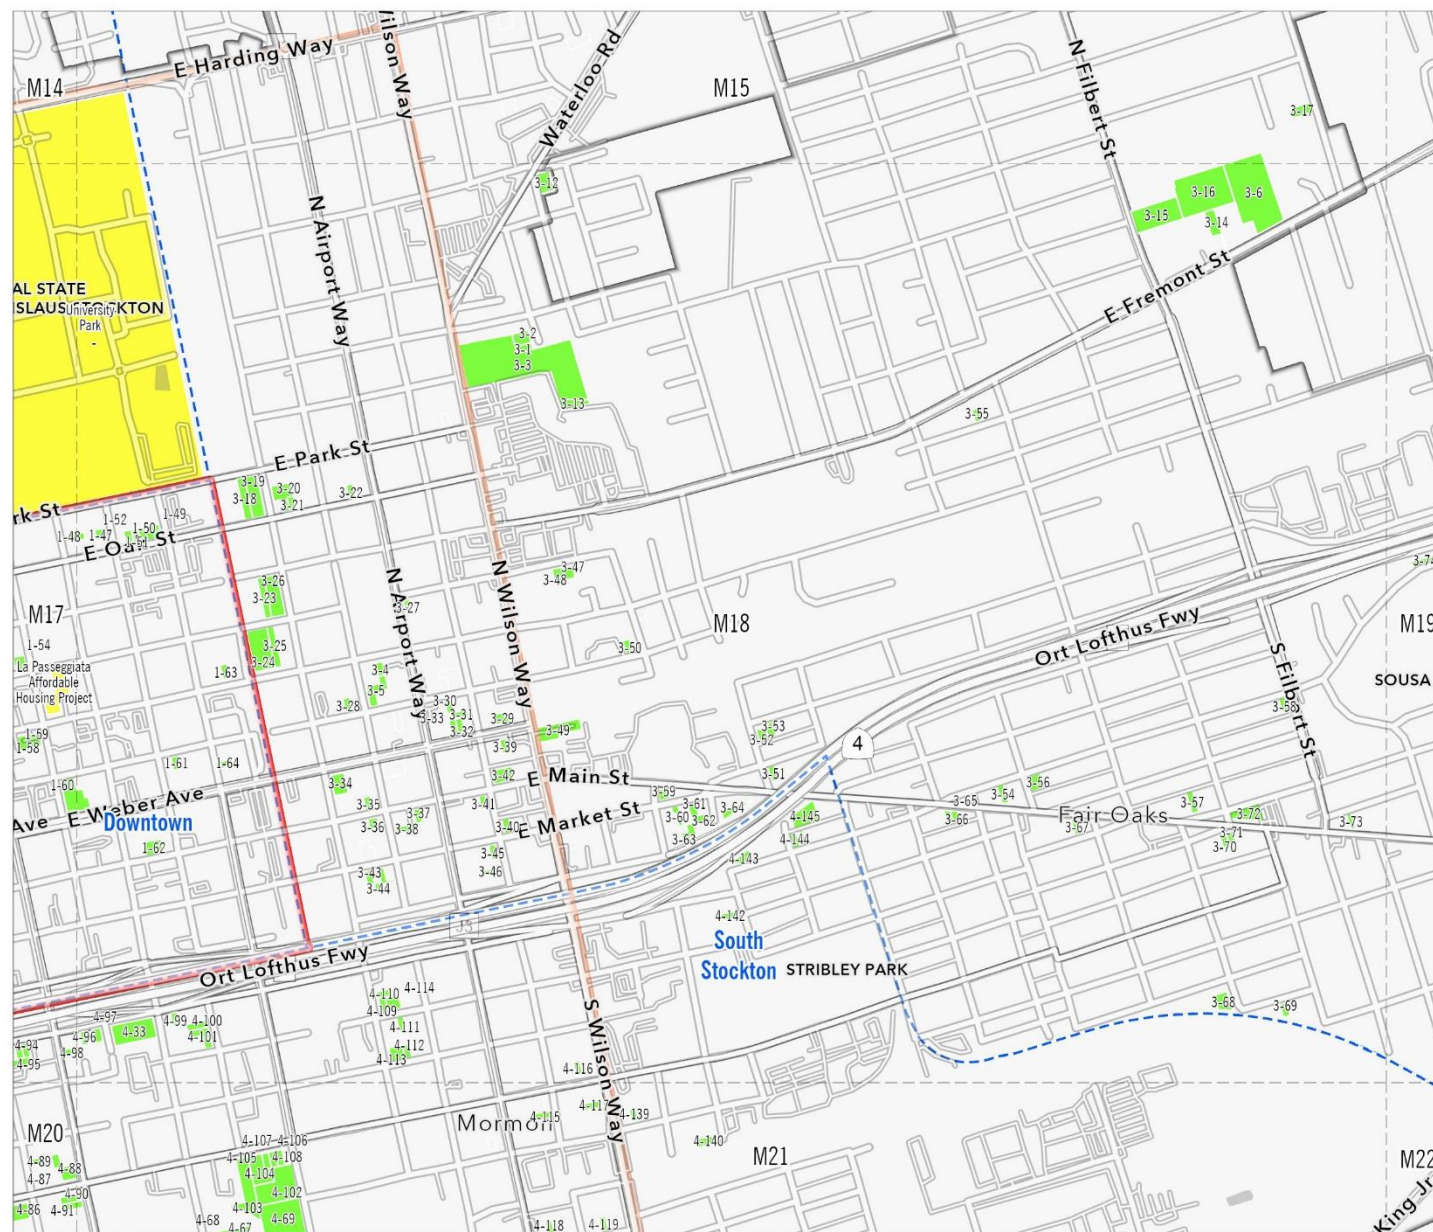 E Harding Way
Wilson Way
Waterloo Rd
N Filbert St
M14
M15
3-17
3-12
3-16
3-6
3-15
3-14
N Airport Way
E Fremont St
AL STATE
ISLAUS STOCKTON
University
Park
3-2
3-1
3-3
3-13
3-55
E Park St
3-19
3-18
3-20
3-21
3-22
rk St
1-52
1-49
1-48
1-47
1-50
1-51
E Oak St
N Airport Way
N Wilson Way
3-47
3-48
3-74
3-26
3-23
3-27
M17
M18
M19
Ort Lofthus Fwy
S Filbert St
1-54
3-25
3-24
3-50
La Passeggiata
Affordable
Housing Project
1-63
3-4
3-5
SOUSA
3-28
3-30
3-33
3-31
3-32
3-29
3-58
1-59
1-58
3-39
3-49
3-53
3-52
4
1-61
1-64
3-42
E Main St
3-51
1-60
3-34
3-56
Ave
E Weber Ave
3-35
3-37
3-41
3-59
3-61
3-64
3-65
3-54
3-57
Downtown
3-36
3-38
3-40
E Market St
3-60
3-62
4-145
3-66
Fair Oaks
3-72
3-73
3-67
3-71
3-70
3-63
4-144
1-62
3-45
3-46
4-143
3-43
3-44
4-142
J3
South
Stockton
STRIBLEY PARK
Ort Lofthus Fwy
4-110
4-114
4-109
3-68
3-69
4-97
4-33
4-99
4-100
4-101
4-111
S Wilson Way
4-96
4-94
4-98
4-95
4-112
4-113
4-116
4-117
4-139
4-115
Mormon
M20
4-107
4-106
4-140
M21
M22
4-89
4-88
4-87
4-105
4-108
4-104
4-90
4-102
4-86
4-91
4-103
4-68
4-67
4-69
4-118
4-119
King Jr